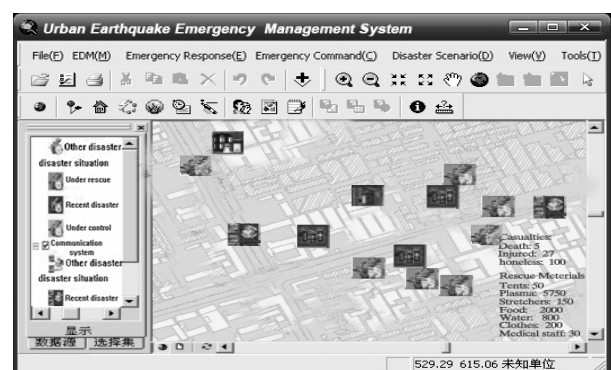 Urban Earthquake Emergency Management System
File(F) EDM(M) Emergency Response(E) Emergency Command(C) Disaster Scenario(D) View(V) Tools(T)
Other disaster
disaster situation
Under rescue
Recent disaster
Under control
Communication
system
Other disaster
disaster situation
Recent disaster
显示
数据源 选择集
Casualties:
Death: 5
Injured: 27
honeless: 100
Rescue Meterials
Tents: 50
Plasma: 5750
Stretchers: 150
Food: 2000
Water: 800
Clothes: 200
Medical staff: 30
529.29 615.06 未知单位